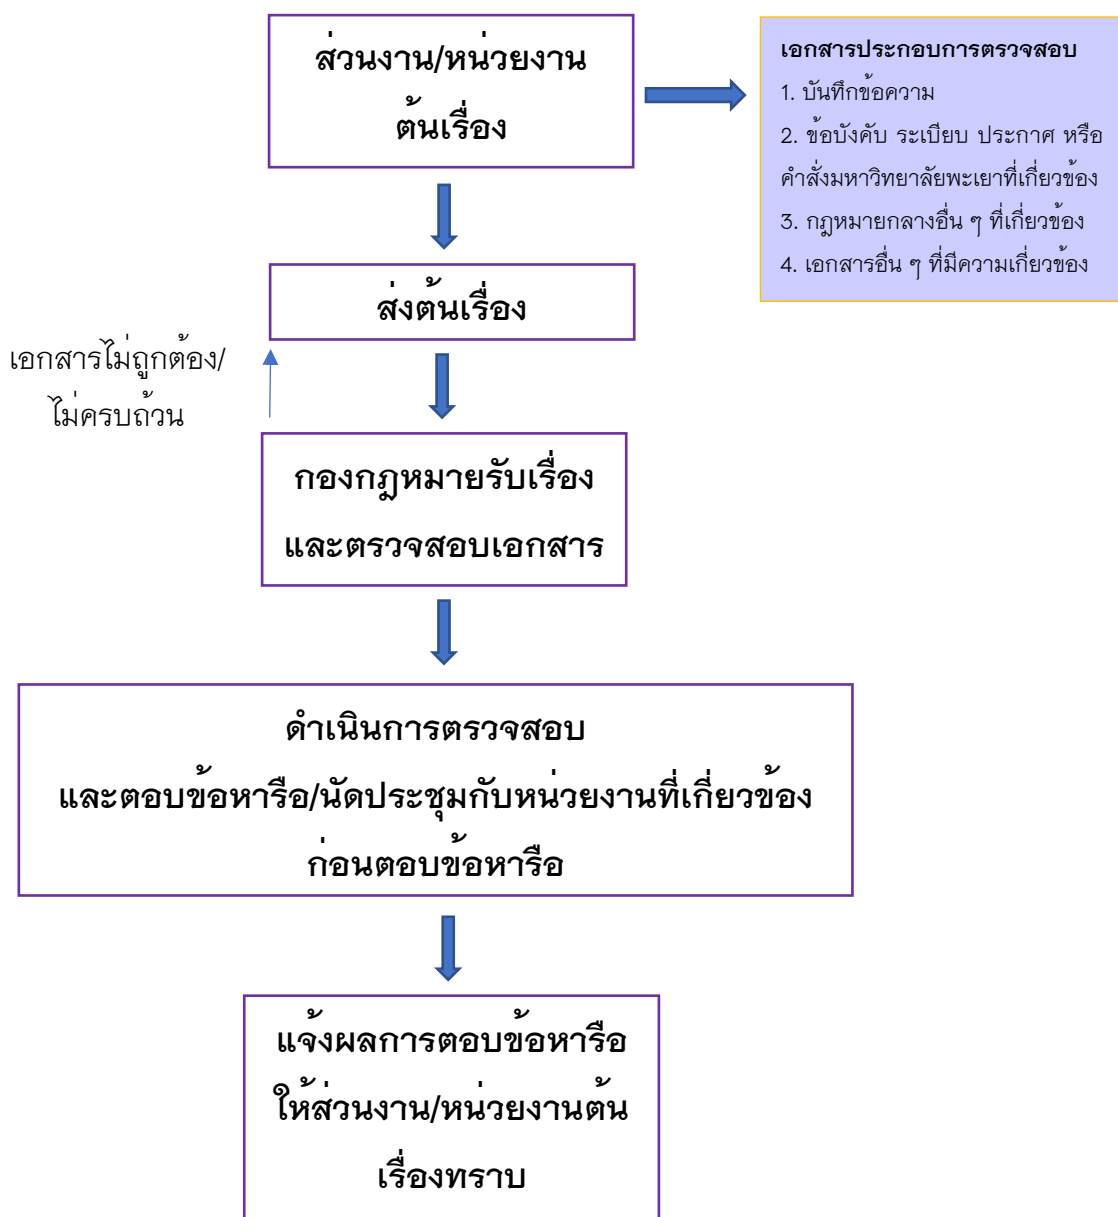 ส่วนงาน/หน่วยงาน
ต้นเรื่อง
เอกสารประกอบการตรวจสอบ
1. บันทึกข้อความ
2. ข้อบังคับ ระเบียบ ประกาศ หรือ
คำสั่งมหาวิทยาลัยพะเยาที่เกี่ยวข้อง
3. กฎหมายกลางอื่น ๆ ที่เกี่ยวข้อง
4. เอกสารอื่น ๆ ที่มีความเกี่ยวข้อง
ส่งต้นเรื่อง
เอกสารไม่ถูกต้อง/
ไม่ครบถ้วน
กองกฎหมายรับเรื่อง
และตรวจสอบเอกสาร
ดำเนินการตรวจสอบ
และตอบข้อหารือ/นัดประชุมกับหน่วยงานที่เกี่ยวข้อง
ก่อนตอบข้อหารือ
แจ้งผลการตอบข้อหารือ
ให้ส่วนงาน/หน่วยงานต้น
เรื่องทราบ